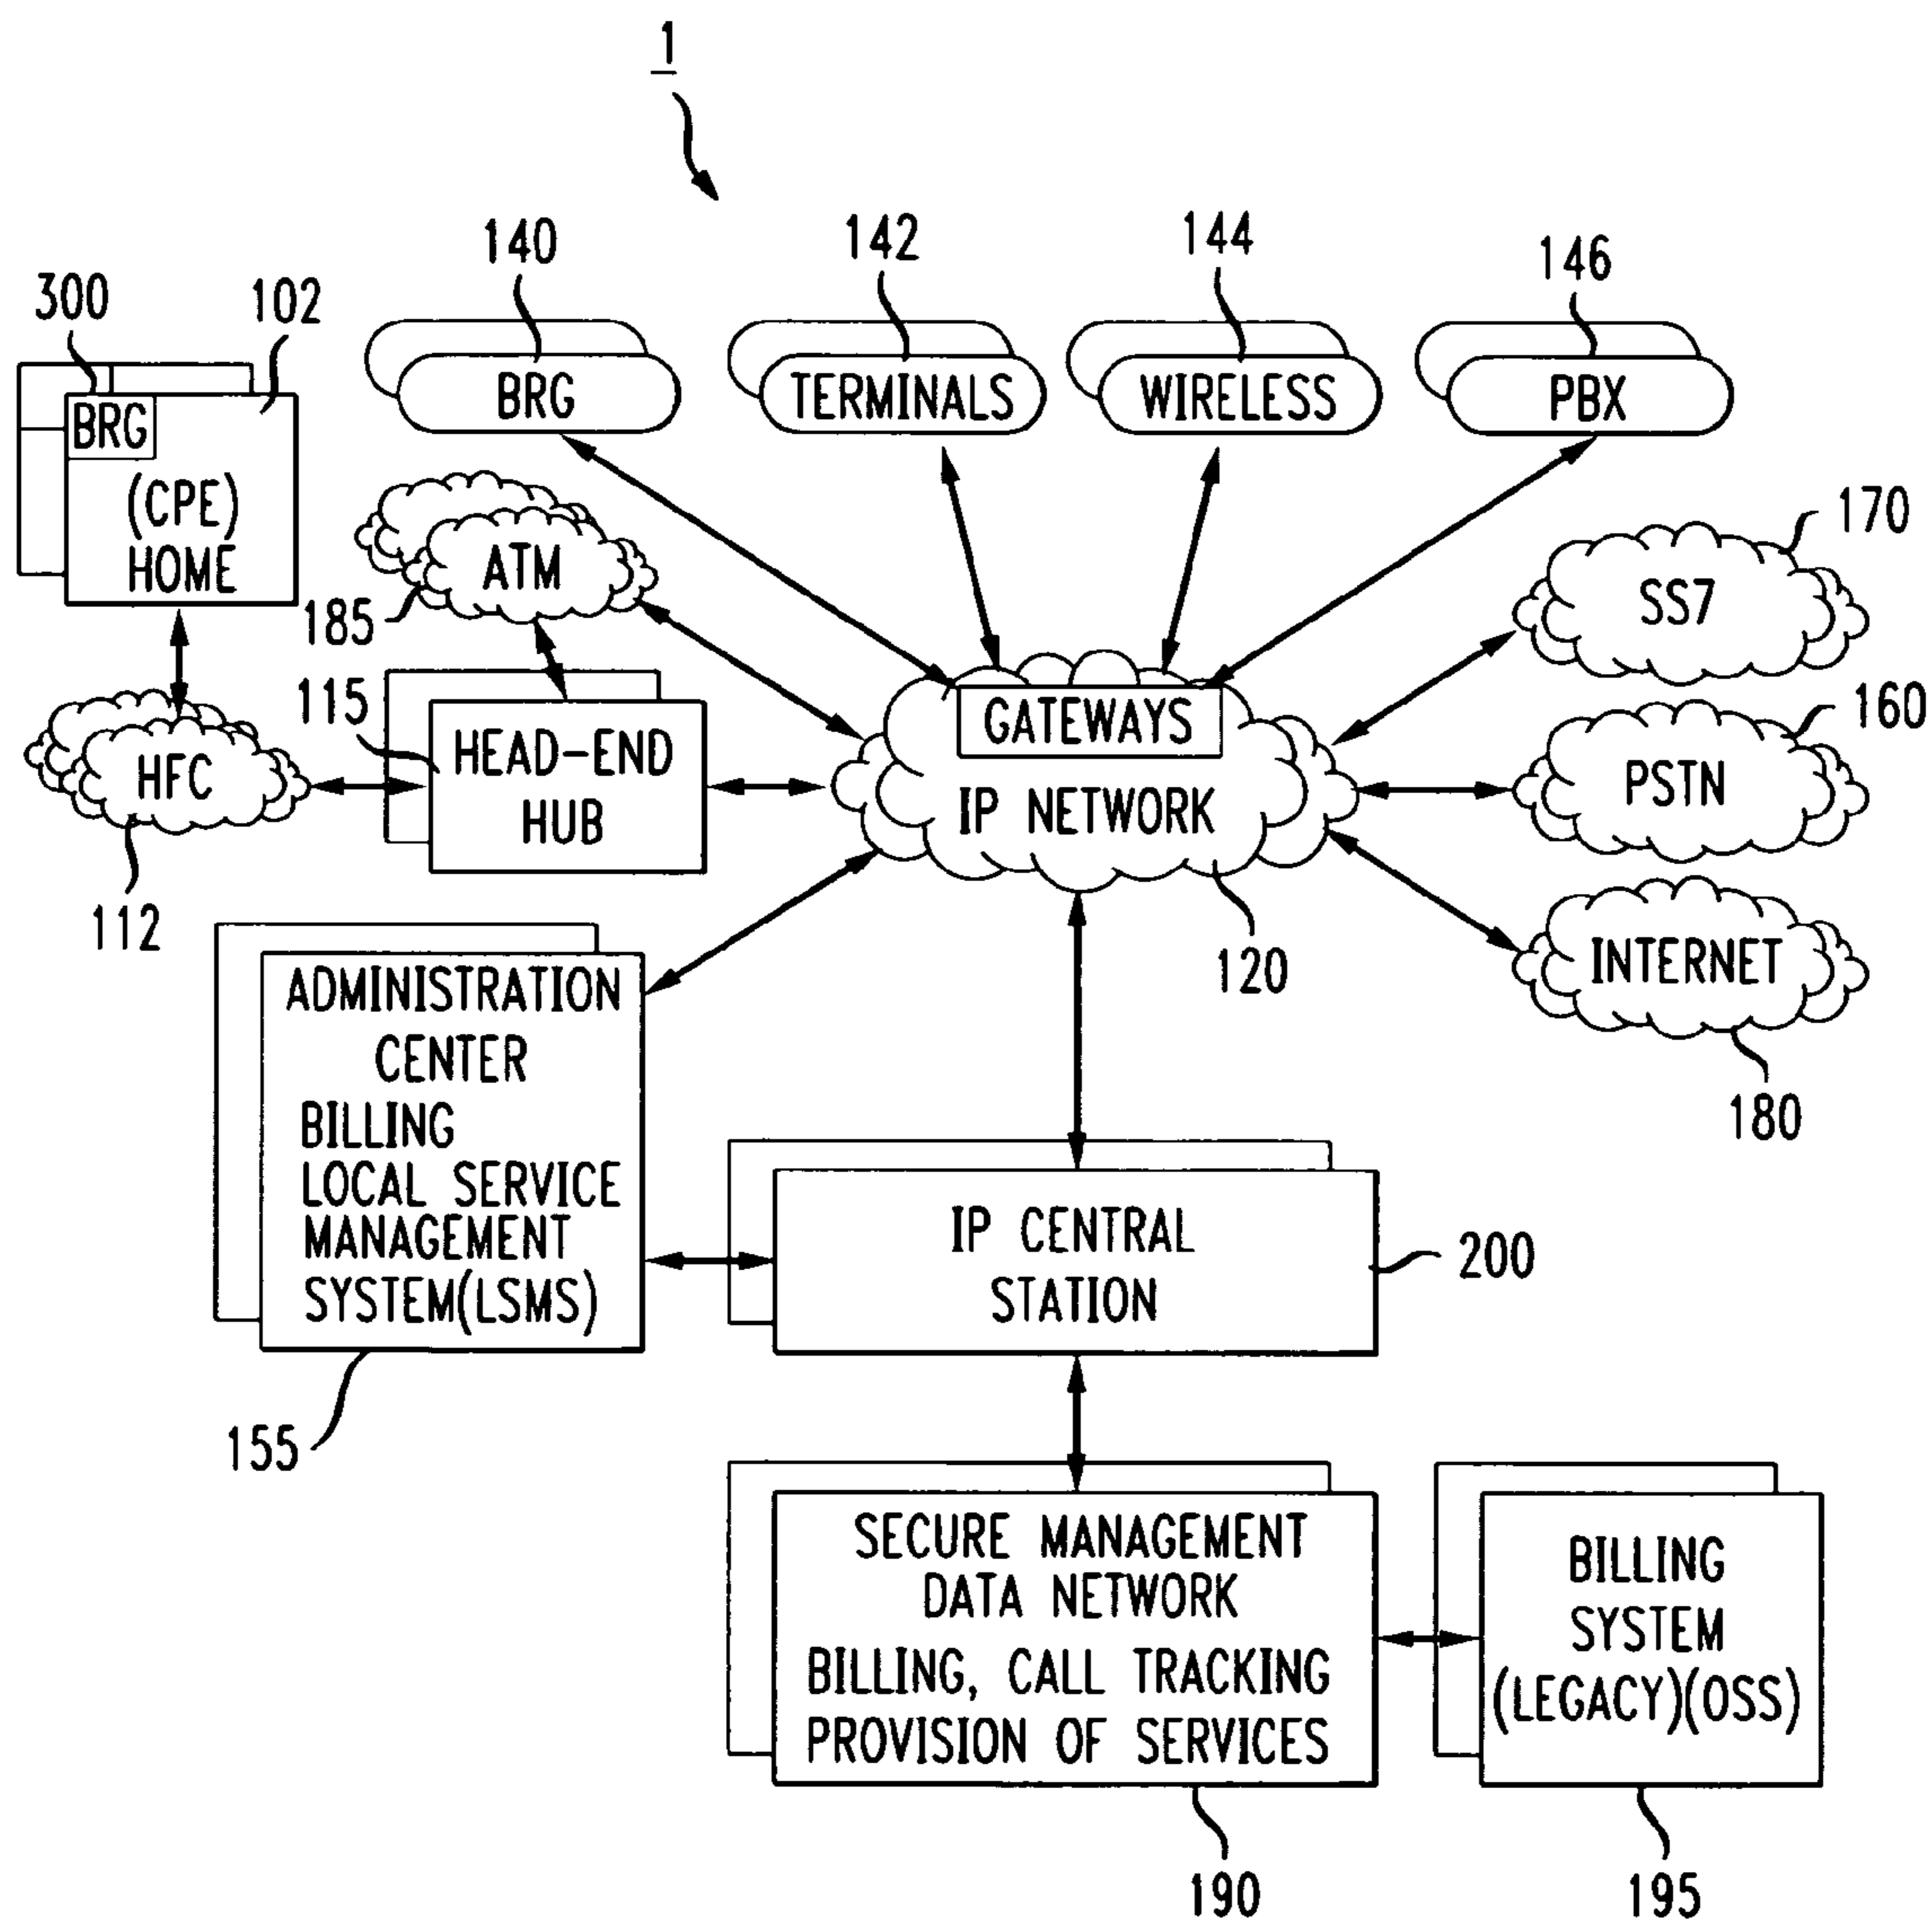 1
140
142
144
146
300
102
BRG
TERMINALS
WIRELESS
PBX
BRG
(CPE)
HOME
170
ATM
SS7
185
115
160
GATEWAYS
HEAD-END
HUB
HFC
IP NETWORK
PSTN
112
120
INTERNET
180
ADMINISTRATION
CENTER
BILLING
LOCAL SERVICE
MANAGEMENT
SYSTEM(LSMS)
IP CENTRAL
STATION
200
155
SECURE MANAGEMENT
DATA NETWORK
BILLING, CALL TRACKING
PROVISION OF SERVICES
BILLING
SYSTEM
(LEGACY)(OSS)
190
195